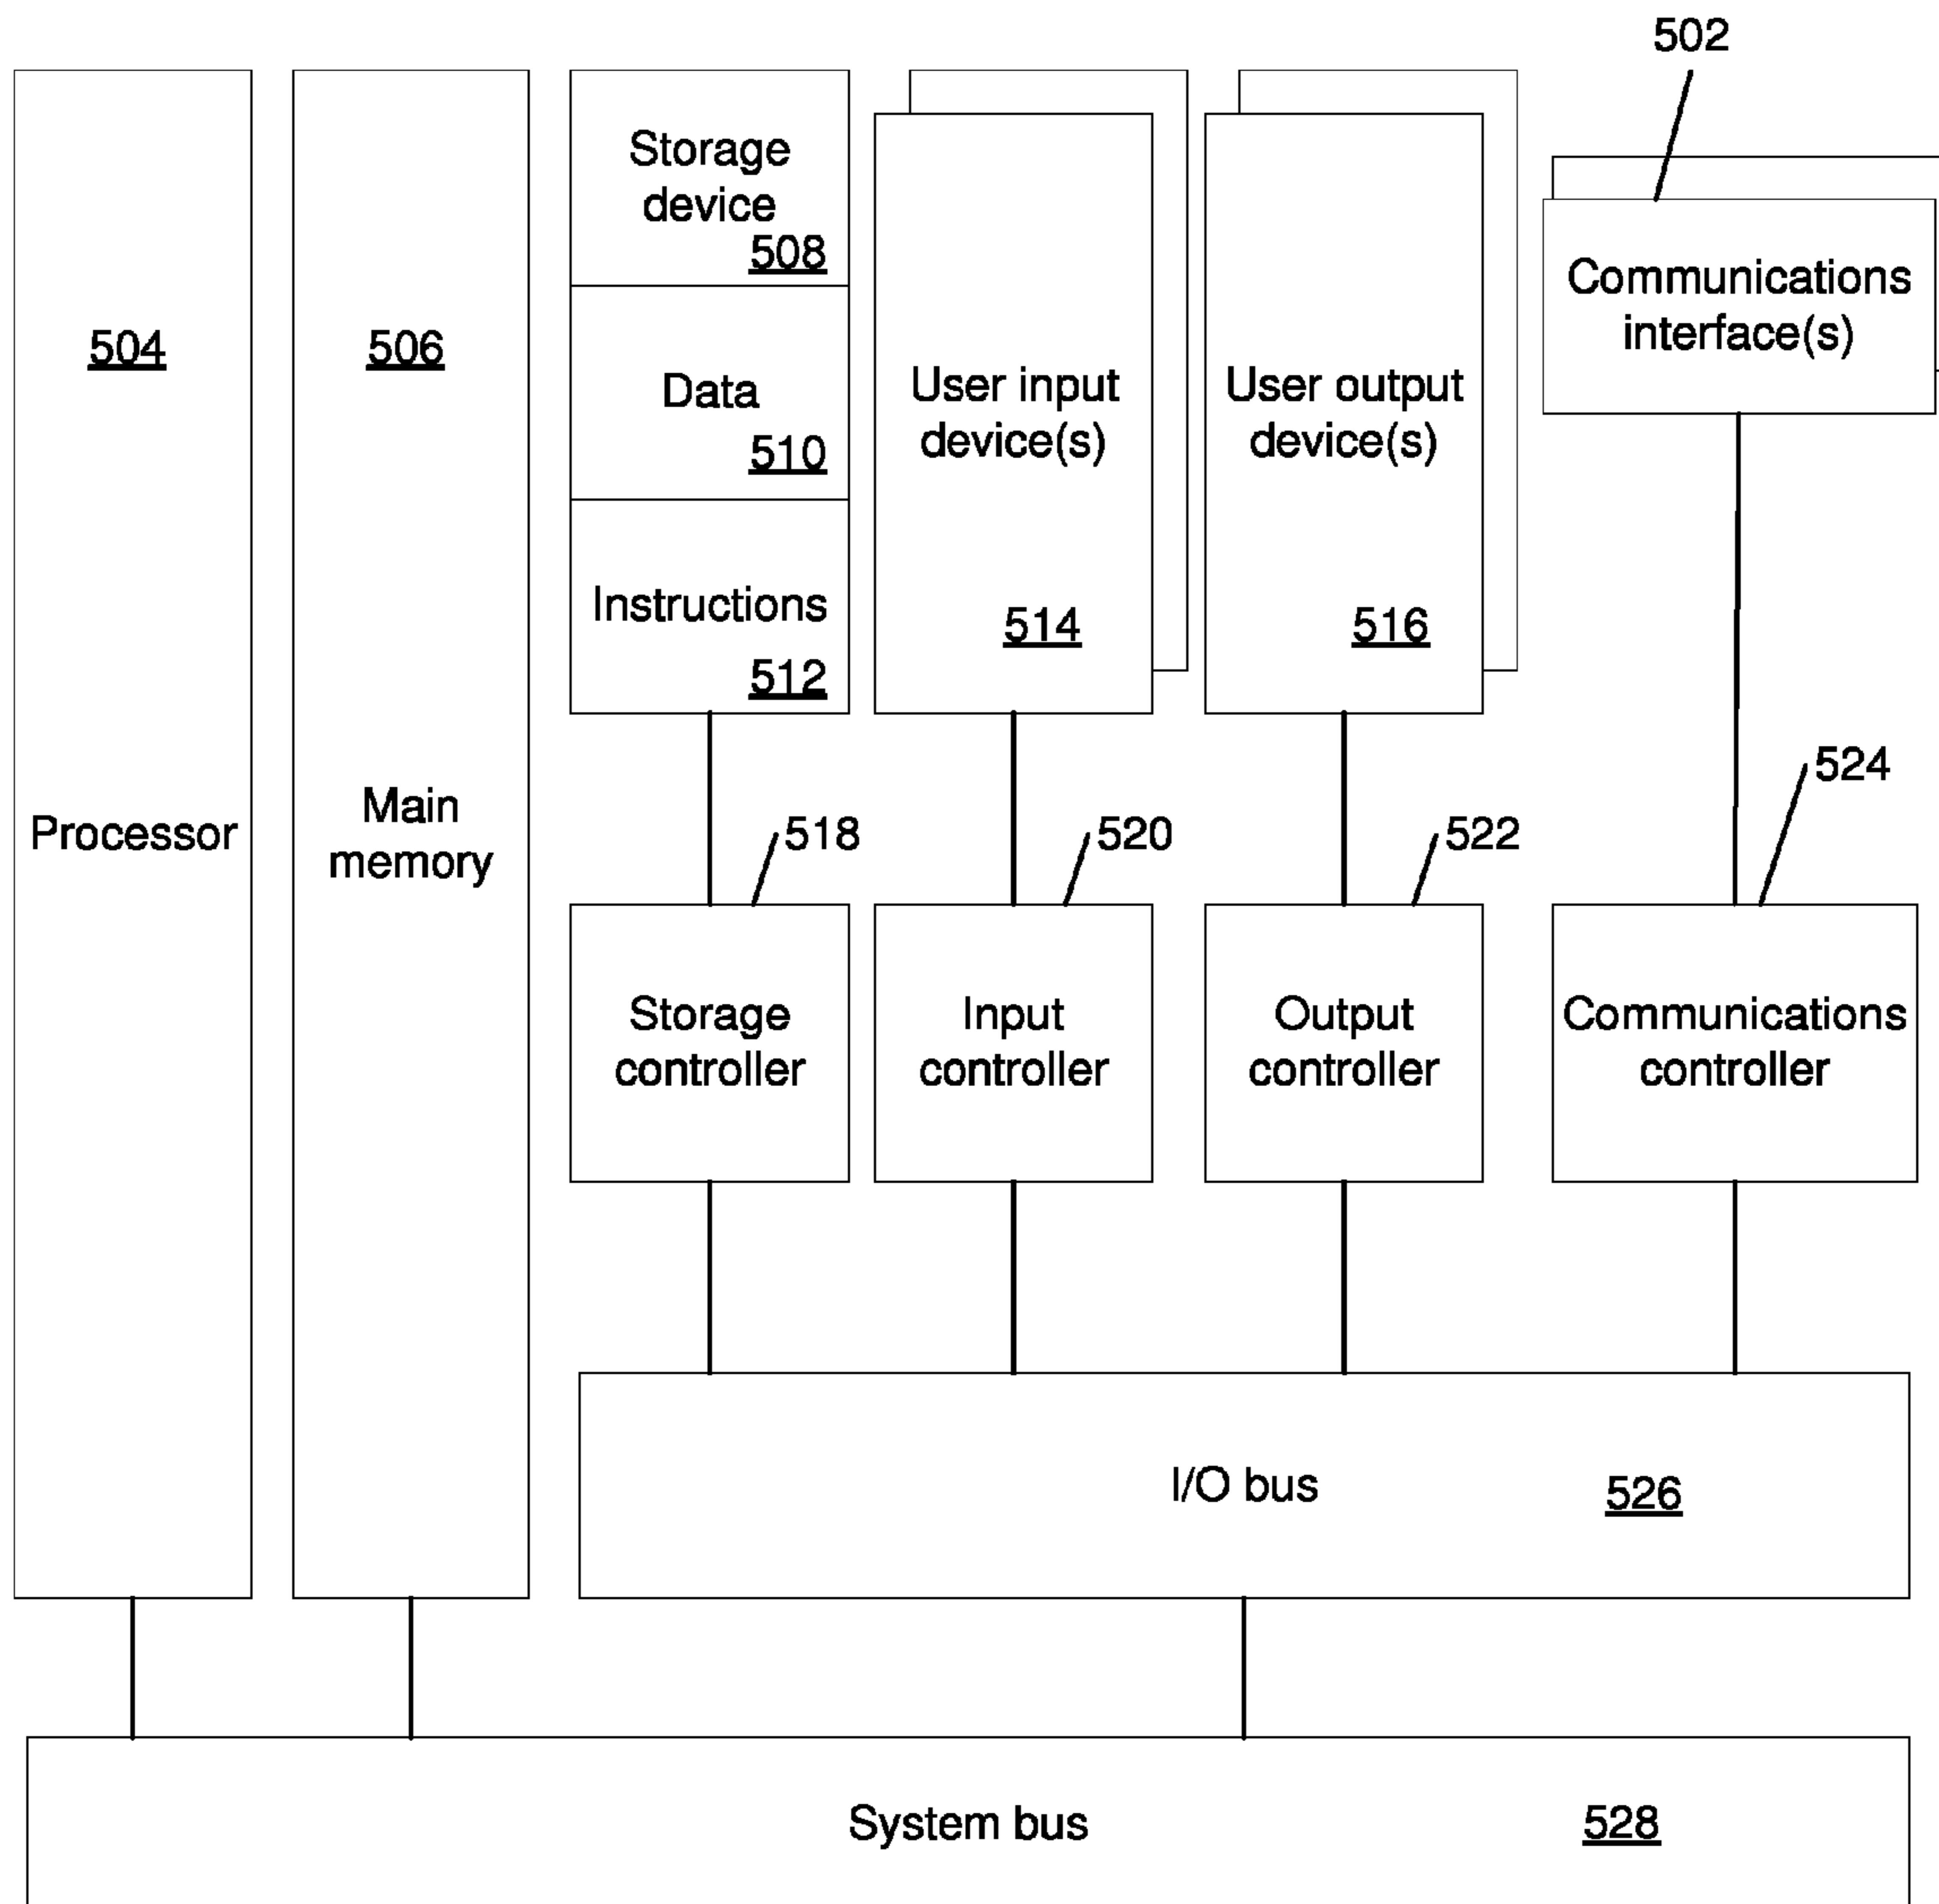 502
Storage
device
508
Communications
interface(s)
504
506
Data
510
User input
device(s)
User output
device(s)
Instructions
512
514
516
524
Processor
Main
memory
518
520
522
Storage
controller
Input
controller
Output
controller
Communications
controller
I/O bus
526
System bus
528